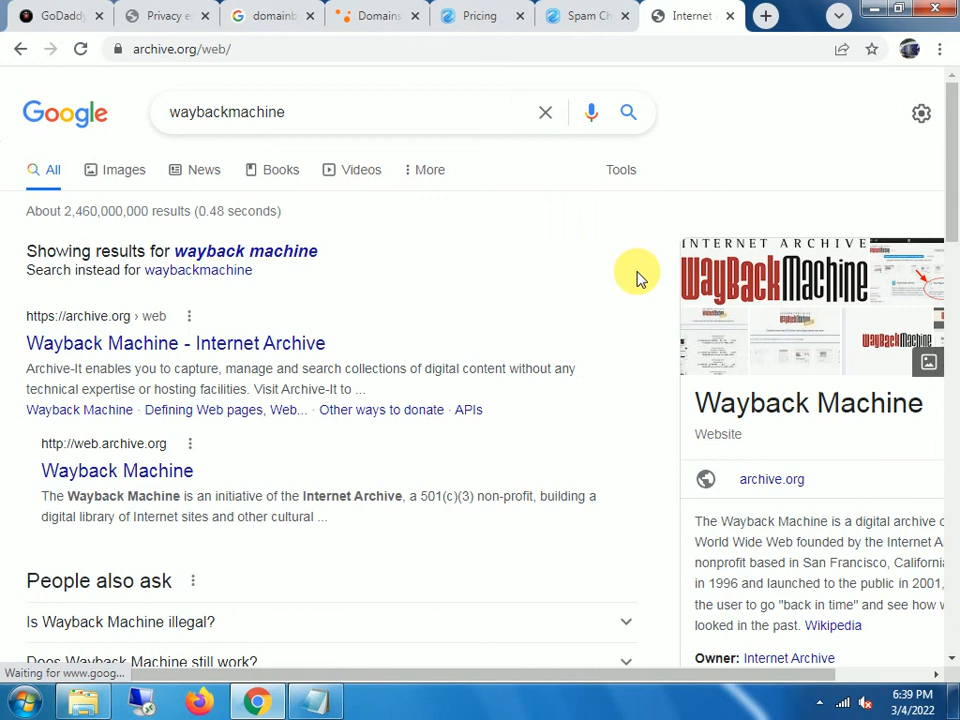 GoDaddy
Privacy e
domainb
Domains
Pricing
Spam Ch
Internet
archive.org/web/
Google
waybackmachine
All
Images
News
Books
Videos
More
Tools
About 2,460,000,000 results (0.48 seconds)
Showing results for wayback machine
Search instead for waybackmachine
https://archive.org › web
Wayback Machine - Internet Archive
Archive-It enables you to capture, manage and search collections of digital content without any
technical expertise or hosting facilities. Visit Archive-It to ...
Wayback Machine · Defining Web pages, Web... · Other ways to donate · APIs
http://web.archive.org
Wayback Machine
The Wayback Machine is an initiative of the Internet Archive, a 501(c)(3) non-profit, building a
digital library of Internet sites and other cultural ...
People also ask
Is Wayback Machine illegal?
Does Wayback Machine still work?
INTERNET ARCHIVE
WayBackMachine
Wayback Machine
Website
archive.org
The Wayback Machine is a digital archive o
World Wide Web founded by the Internet A
nonprofit based in San Francisco, California
in 1996 and launched to the public in 2001,
the user to go "back in time" and see how w
looked in the past. Wikipedia
Owner: Internet Archive
Waiting for www.goog...
6:39 PM
3/4/2022